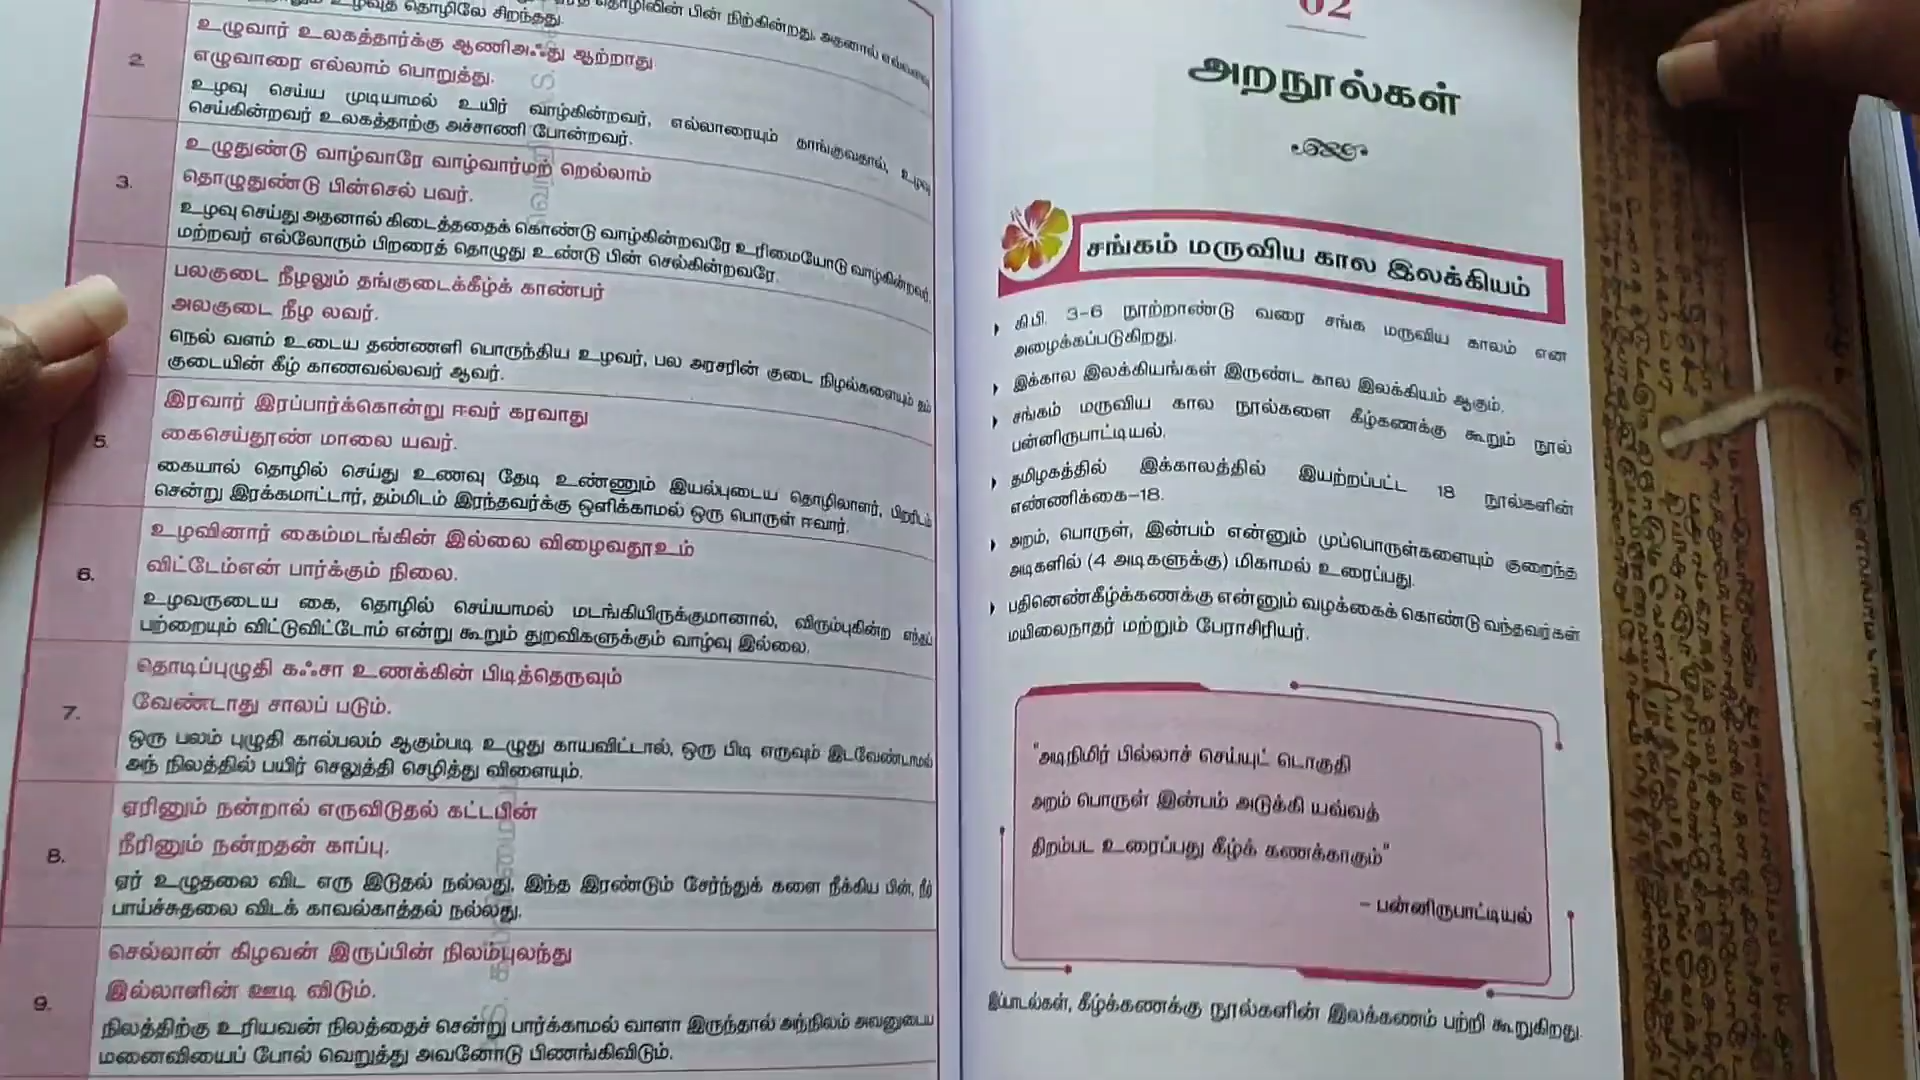 உழவுத் தொழிலே சிறந்தது.
தொழிலின் பின் நிற்கின்றது, அதனால்
2.
உழுவார் உலகத்தார்க்கு ஆணிஅஃது ஆற்றாது
எழுவாரை எல்லாம் பொறுத்து.
உழவு செய்ய முடியாமல் உயிர் வாழ்கின்றவர், எல்லாரையும் தாங்குவதால், உழவு
செய்கின்றவர் உலகத்தாற்கு அச்சாணி போன்றவர்.
3.
உழுதுண்டு வாழ்வாரே வாழ்வார்மற் றெல்லாம்
தொழுதுண்டு பின்செல் பவர்.
உழவு செய்து அதனால் கிடைத்ததைக் கொண்டு வாழ்கின்றவரே உரிமையோடு வாழ்கின்றவர்,
மற்றவர் எல்லோரும் பிறரைத் தொழுது உண்டு பின் செல்கின்றவரே.
பலகுடை நீழலும் தங்குடைக்கீழ்க் காண்பர்
அலகுடை நீழ லவர்.
நெல் வளம் உடைய தண்ணளி பொருந்திய உழவர், பல அரசரின் குடை நிழல்களையும் தம்
குடையின் கீழ் காணவல்லவர் ஆவர்.
5.
இரவார் இரப்பார்க்கொன்று ஈவர் கரவாது
கைசெய்தூண் மாலை யவர்.
கையால் தொழில் செய்து உணவு தேடி உண்ணும் இயல்புடைய தொழிலாளர், பிறரிடம்
சென்று இரக்கமாட்டார், தம்மிடம் இரந்தவர்க்கு ஒளிக்காமல் ஒரு பொருள் ஈவார்.
6.
உழவினார் கைம்மடங்கின் இல்லை விழைவதூஉம்
விட்டேம்என் பார்க்கும் நிலை.
உழவருடைய கை, தொழில் செய்யாமல் மடங்கியிருக்குமானால், விரும்புகின்ற எந்தப்
பற்றையும் விட்டுவிட்டோம் என்று கூறும் துறவிகளுக்கும் வாழ்வு இல்லை.
7.
தொடிப்புழுதி கஃசா உணக்கின் பிடித்தெருவும்
வேண்டாது சாலப் படும்.
ஒரு பலம் புழுதி கால்பலம் ஆகும்படி உழுது காயவிட்டால், ஒரு பிடி எருவும் இடவேண்டாமல்
அந் நிலத்தில் பயிர் செலுத்தி செழித்து விளையும்.
8.
ஏரினும் நன்றால் எருவிடுதல் கட்டபின்
நீரினும் நன்றதன் காப்பு.
ஏர் உழுதலை விட எரு இடுதல் நல்லது, இந்த இரண்டும் சேர்ந்துக் களை நீக்கிய பின், நீர்
பாய்ச்சுதலை விடக் காவல்காத்தல் நல்லது.
9.
செல்லான் கிழவன் இருப்பின் நிலம்புலந்து
இல்லாளின் ஊடி விடும்.
நிலத்திற்கு உரியவன் நிலத்தைச் சென்று பார்க்காமல் வாளா இருந்தால் அந்நிலம் அவனுடைய
மனைவியைப் போல் வெறுத்து அவனோடு பிணங்கிவிடும்.
02
அறநூல்கள்
சங்கம் மருவிய கால இலக்கியம்
கி.பி. 3-6 நூற்றாண்டு வரை சங்க மருவிய காலம் என
அழைக்கப்படுகிறது.
இக்கால இலக்கியங்கள் இருண்ட கால இலக்கியம் ஆகும்.
சங்கம் மருவிய கால நூல்களை கீழ்கணக்கு கூறும் நூல்
பன்னிருபாட்டியல்.
தமிழகத்தில் இக்காலத்தில் இயற்றப்பட்ட 18 நூல்களின்
எண்ணிக்கை-18.
அறம், பொருள், இன்பம் என்னும் முப்பொருள்களையும் குறைந்த
அடிகளில் (4 அடிகளுக்கு) மிகாமல் உரைப்பது.
பதினெண்கீழ்க்கணக்கு என்னும் வழக்கைக் கொண்டு வந்தவர்கள்
மயிலைநாதர் மற்றும் பேராசிரியர்.
"அடிநிமிர் பில்லாச் செய்யுட் டொகுதி
அறம் பொருள் இன்பம் அடுக்கி யவ்வத்
திறம்பட உரைப்பது கீழ்க் கணக்காகும்"
- பன்னிருபாட்டியல்
இப்பாடல்கள், கீழ்க்கணக்கு நூல்களின் இலக்கணம் பற்றி கூறுகிறது.